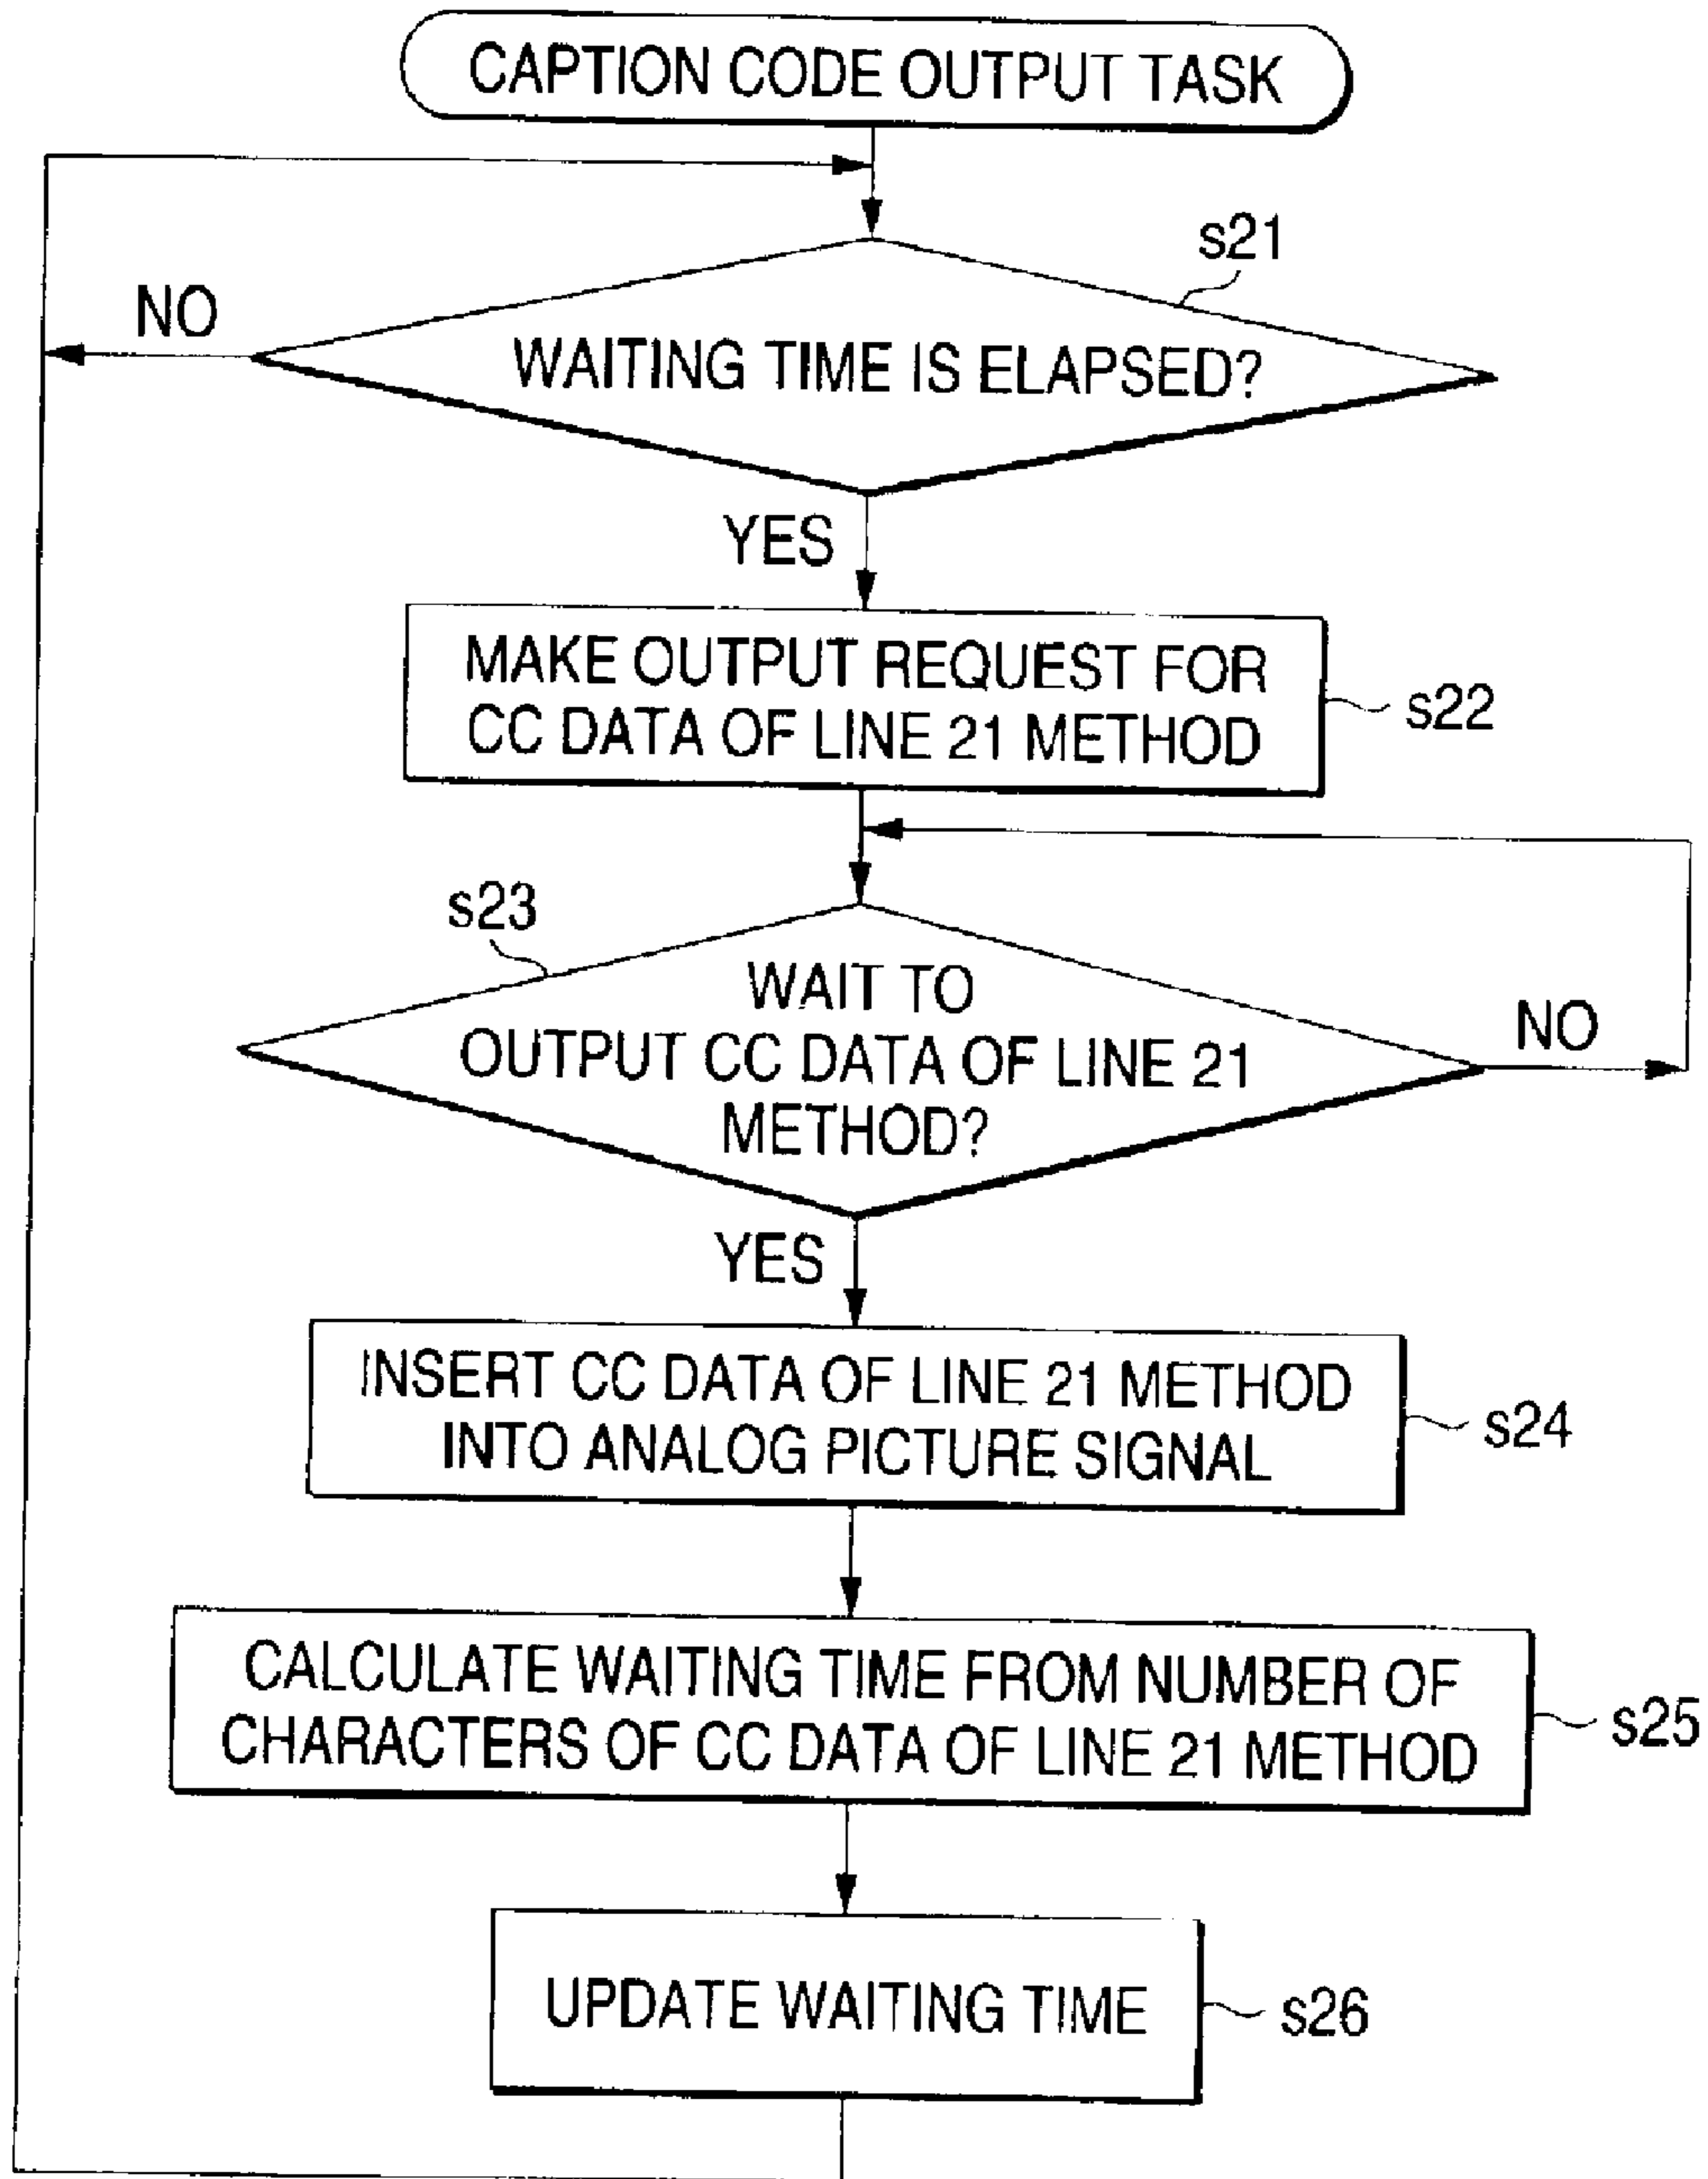 CAPTION CODE OUTPUT TASK
s21
NO
WAITING TIME IS ELAPSED?
YES
MAKE OUTPUT REQUEST FOR
CC DATA OF LINE 21 METHOD
s22
s23
WAIT TO
OUTPUT CC DATA OF LINE 21
METHOD?
NO
YES
INSERT CC DATA OF LINE 21 METHOD
INTO ANALOG PICTURE SIGNAL
s24
CALCULATE WAITING TIME FROM NUMBER OF
CHARACTERS OF CC DATA OF LINE 21 METHOD
s25
UPDATE WAITING TIME
s26